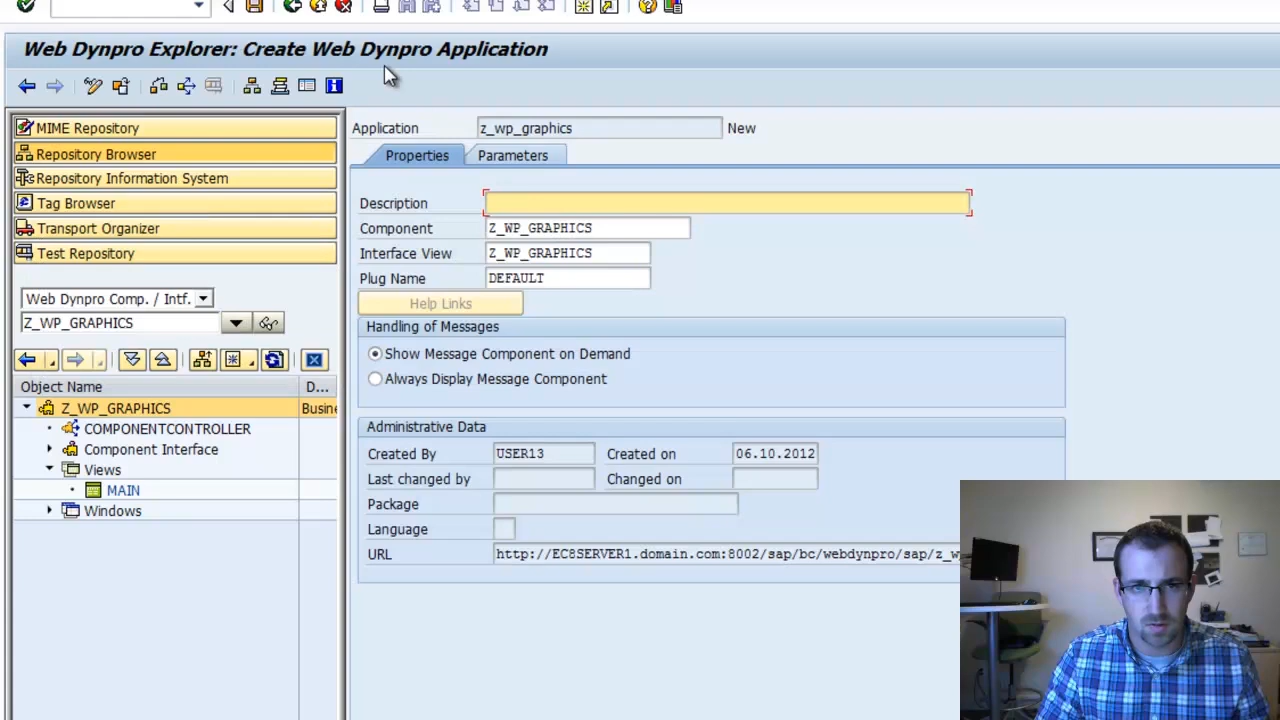 Web Dynpro Explorer: Create Web Dynpro Application
MIME Repository
Repository Browser
Repository Information System
Tag Browser
Transport Organizer
Test Repository
Web Dynpro Comp. / Intf.
Z_WP_GRAPHICS
Object Name D...
Z_WP_GRAPHICS Busine
COMPONENTCONTROLLER
Component Interface
Views
MAIN
Windows
Application z_wp_graphics New
Properties Parameters
Description
Component Z_WP_GRAPHICS
Interface View Z_WP_GRAPHICS
Plug Name DEFAULT
Help Links
Handling of Messages
Show Message Component on Demand
Always Display Message Component
Administrative Data
Created By USER13 Created on 06.10.2012
Last changed by Changed on
Package
Language
URL http://EC8SERVER1.domain.com:8002/sap/bc/webdynpro/sap/z_w